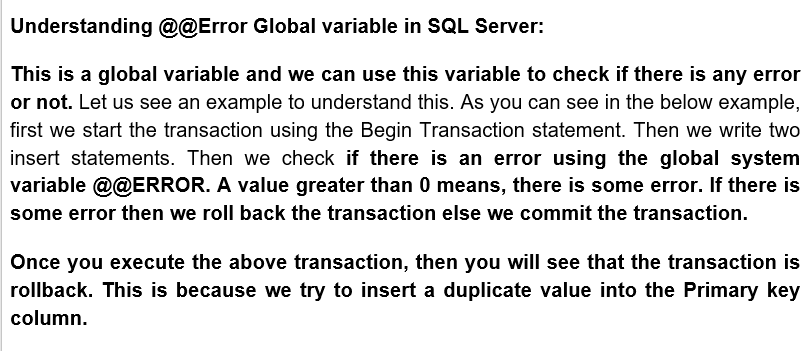 Understanding @@Error Global variable in SQL Server:
This is a global variable and we can use this variable to check if there is any error
or not. Let us see an example to understand this. As you can see in the below example,
first we start the transaction using the Begin Transaction statement. Then we write two
insert statements. Then we check if there is an error using the global system
variable @@ERROR. A value greater than 0 means, there is some error. If there is
some error then we roll back the transaction else we commit the transaction.
Once you execute the above transaction, then you will see that the transaction is
rollback. This is because we try to insert a duplicate value into the Primary key
column.